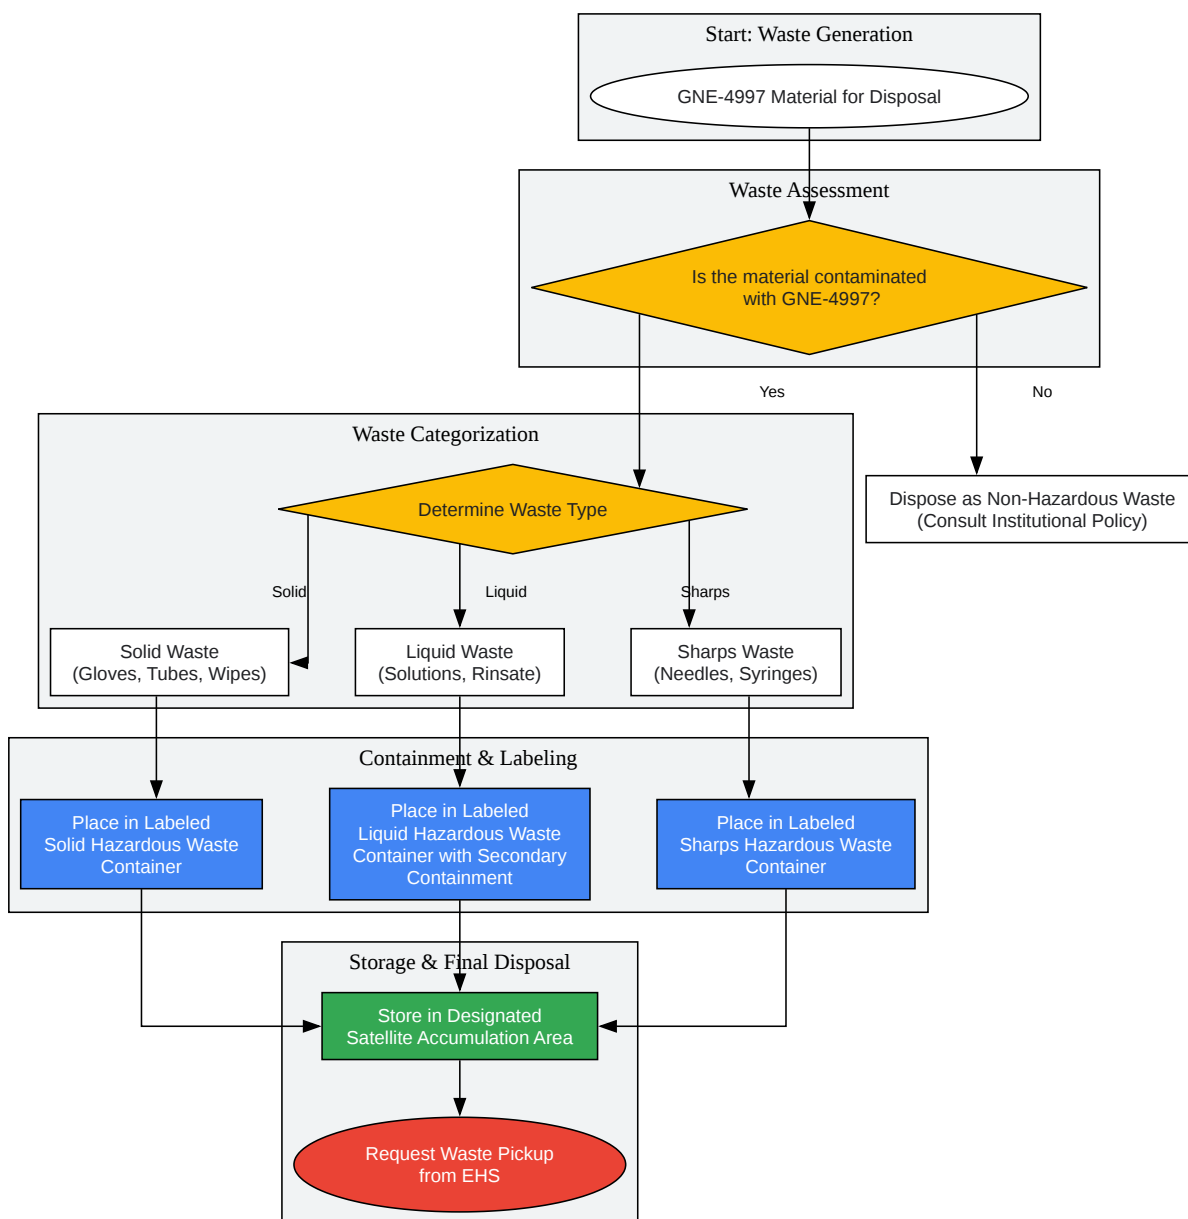 Start: Waste Generation
GNE-4997 Material for Disposal
Waste Assessment
Is the material contaminated
with GNE-4997?
Yes
No
Waste Categorization
Determine Waste Type
Dispose as Non-Hazardous Waste
(Consult Institutional Policy)
Solid
Liquid
Sharps
Solid Waste
(Gloves, Tubes, Wipes)
Liquid Waste
(Solutions, Rinsate)
Sharps Waste
(Needles, Syringes)
Containment & Labeling
Place in Labeled
Solid Hazardous Waste
Container
Place in Labeled
Liquid Hazardous Waste
Container with Secondary
Containment
Place in Labeled
Sharps Hazardous Waste
Container
Storage & Final Disposal
Store in Designated
Satellite Accumulation Area
Request Waste Pickup
from EHS